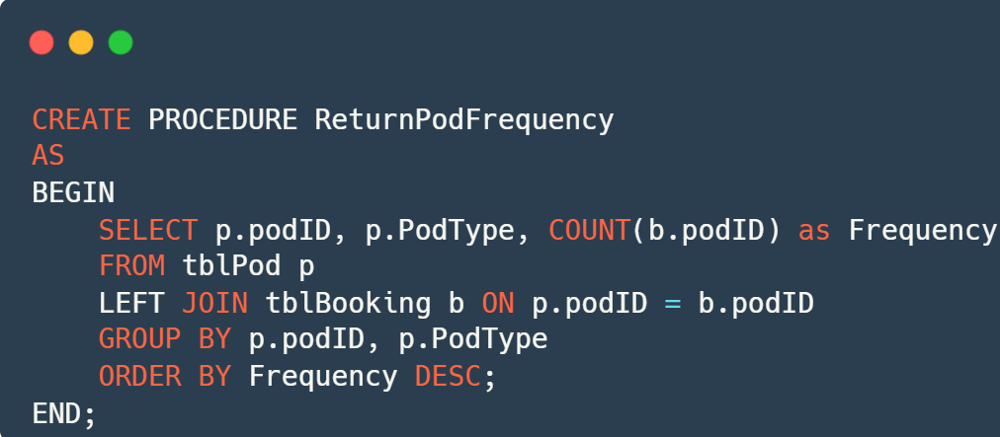 CREATE PROCEDURE ReturnPodFrequency
AS
BEGIN
    SELECT p.podID, p.PodType, COUNT(b.podID) as Frequency
    FROM tblPod p
    LEFT JOIN tblBooking b ON p.podID = b.podID
    GROUP BY p.podID, p.PodType
    ORDER BY Frequency DESC;
END;